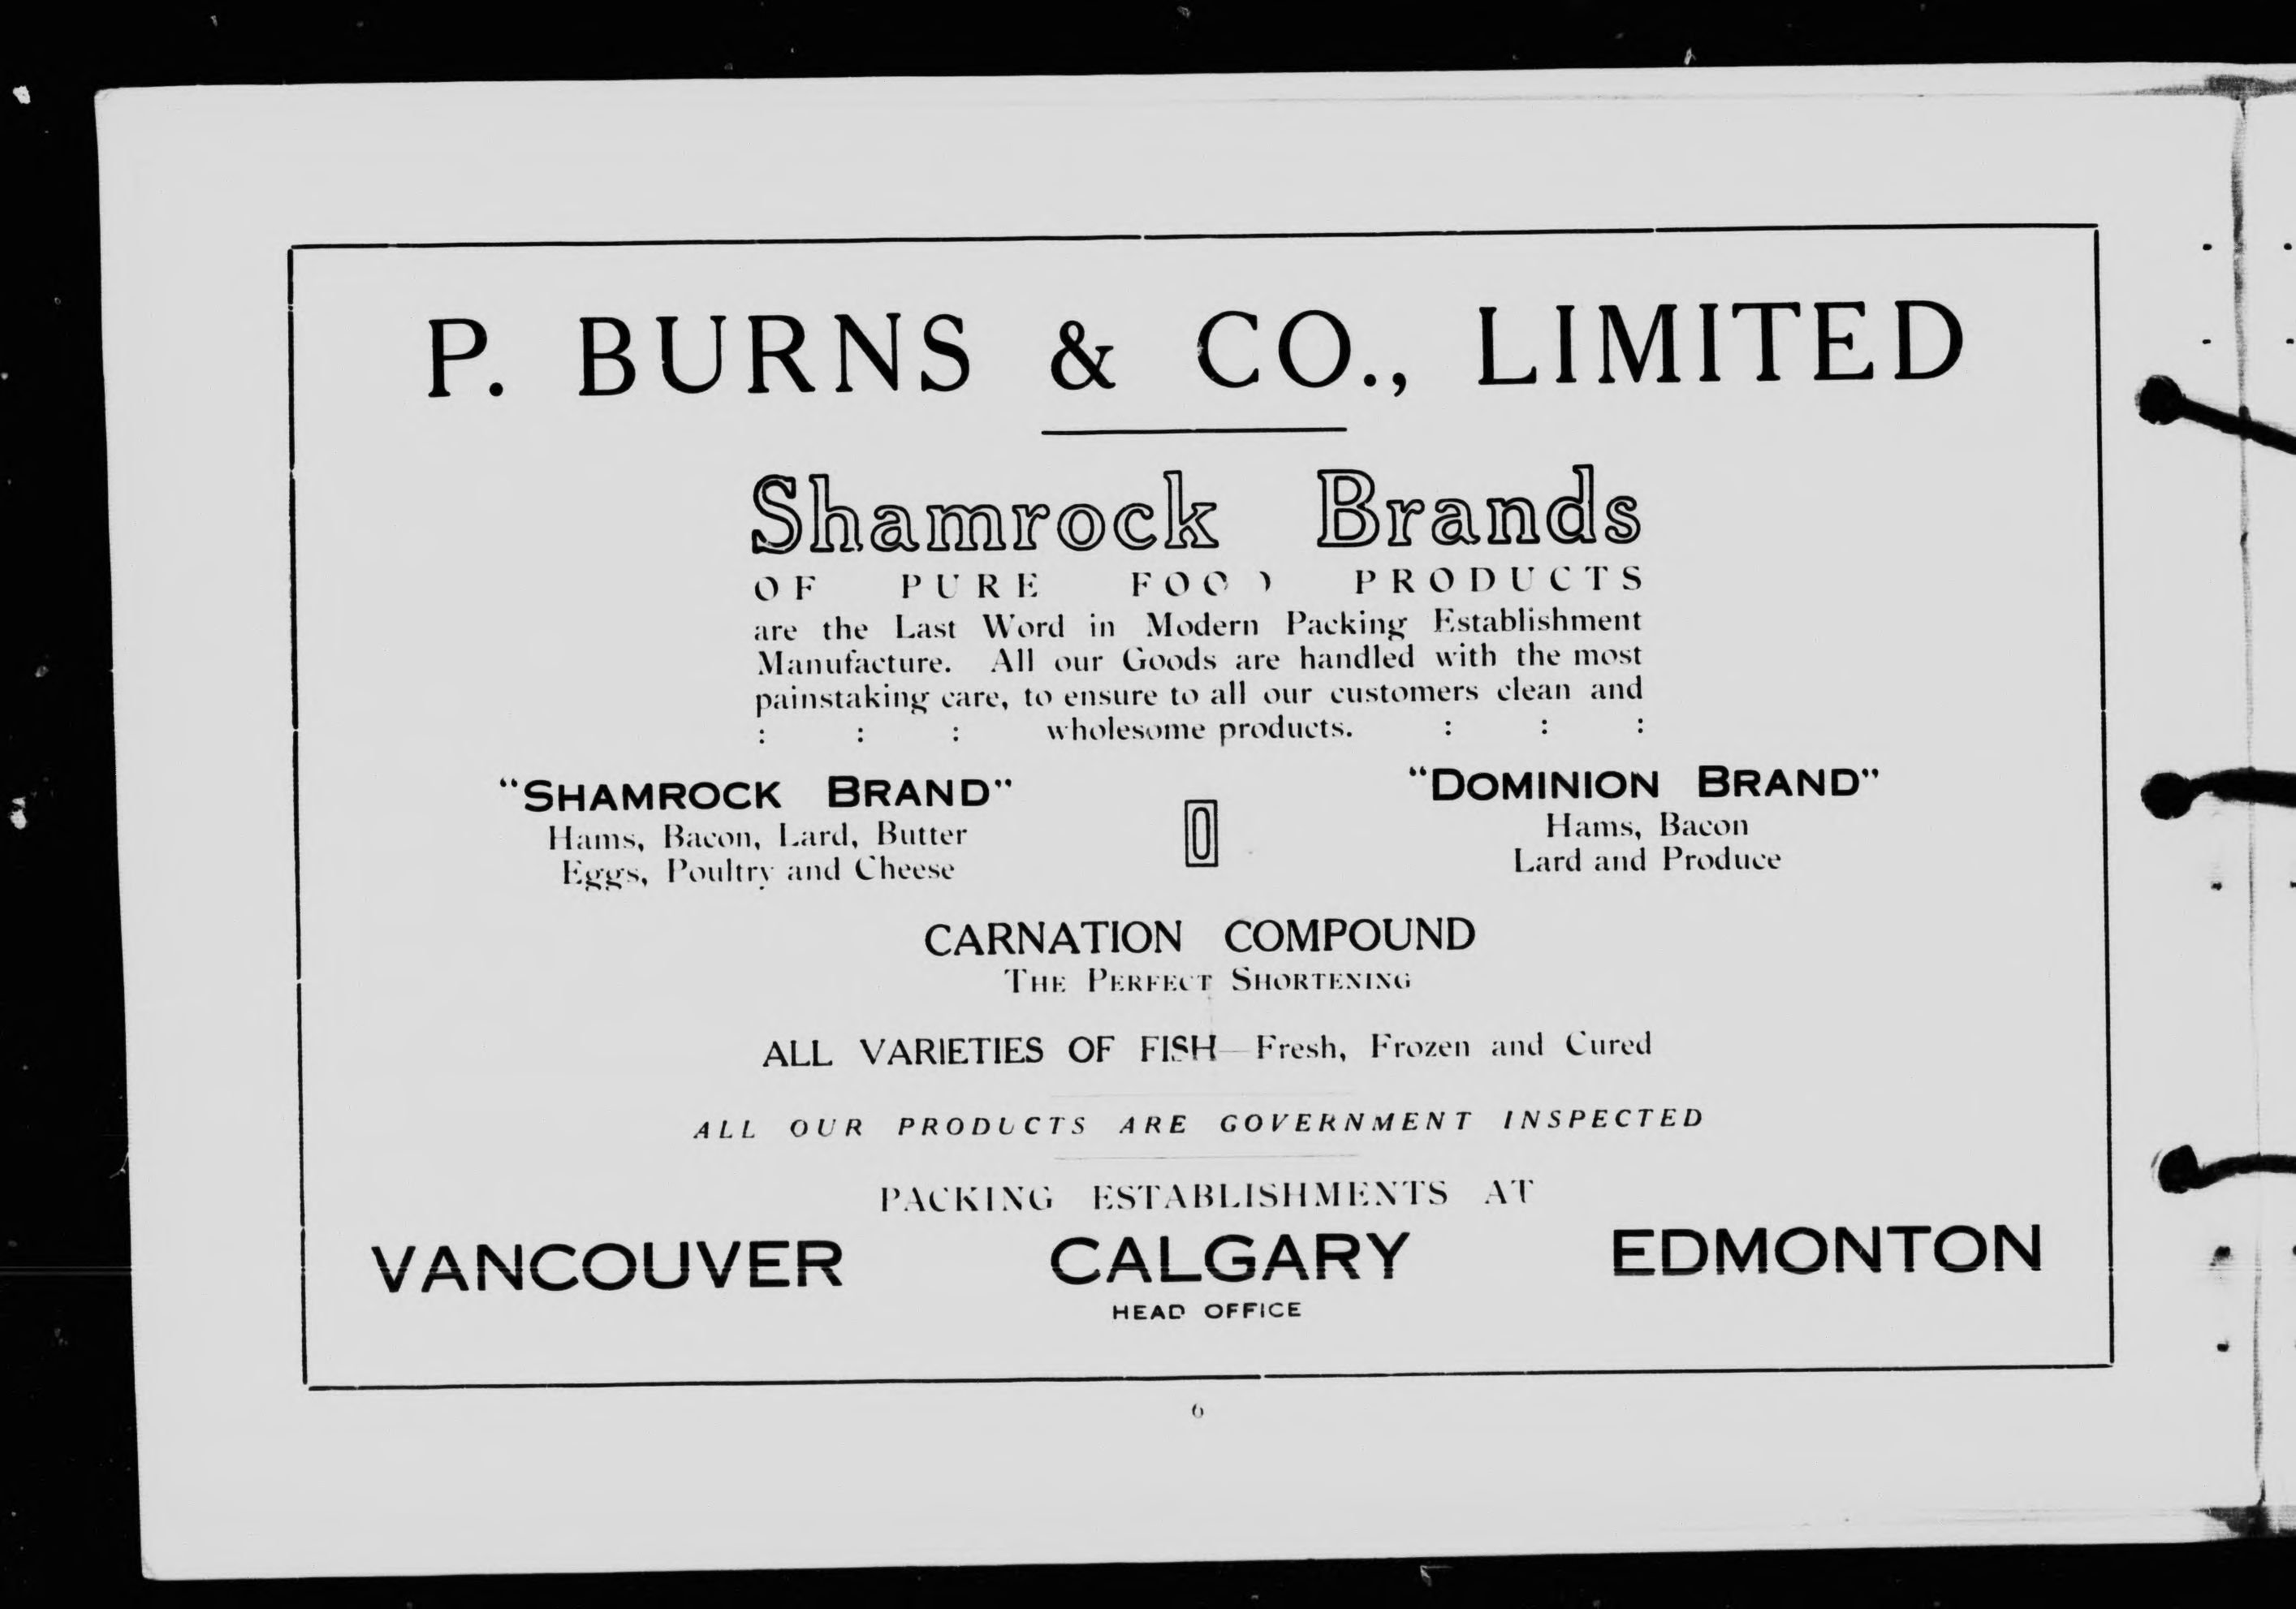 P. BURNS & CO., LIMITED
Shamrock Brands
OF PURE FOOD PRODUCTS
are the Last Word in Modern Packing Establishment
Manufacture. All our Goods are handled with the most
painstaking care, to ensure to all our customers clean and
: : : wholesome products. : : :
"SHAMROCK BRAND"
Hams, Bacon, Lard, Butter
Eggs, Poultry and Cheese
"DOMINION BRAND"
Hams, Bacon
Lard and Produce
CARNATION COMPOUND
THE PERFECT SHORTENING
ALL VARIETIES OF FISH—Fresh, Frozen and Cured
ALL OUR PRODUCTS ARE GOVERNMENT INSPECTED
PACKING ESTABLISHMENTS AT
VANCOUVER CALGARY EDMONTON
HEAD OFFICE
6